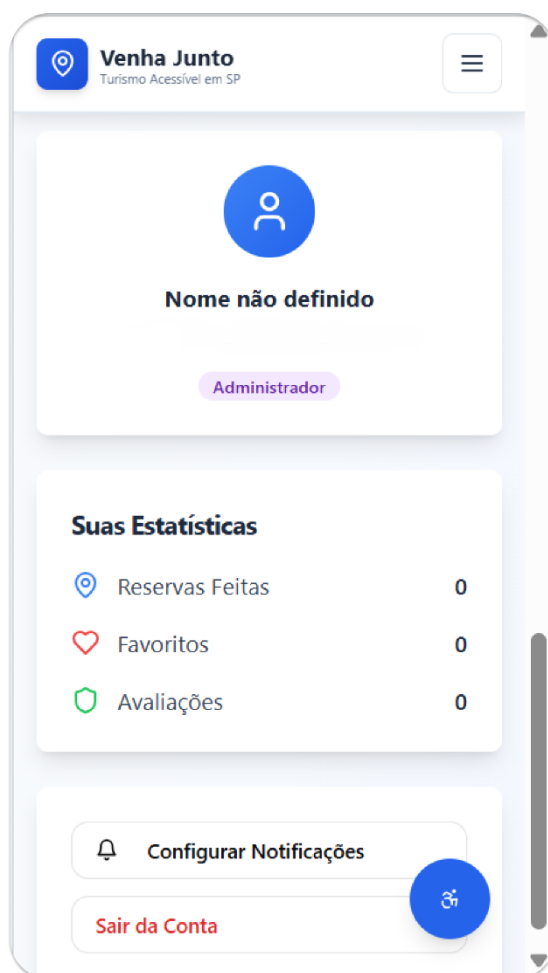 Venha Junto
Turismo Acessível em SP
Nome não definido
Administrador
Suas Estatísticas
Reservas Feitas 0
Favoritos 0
Avaliações 0
Configurar Notificações
Sair da Conta